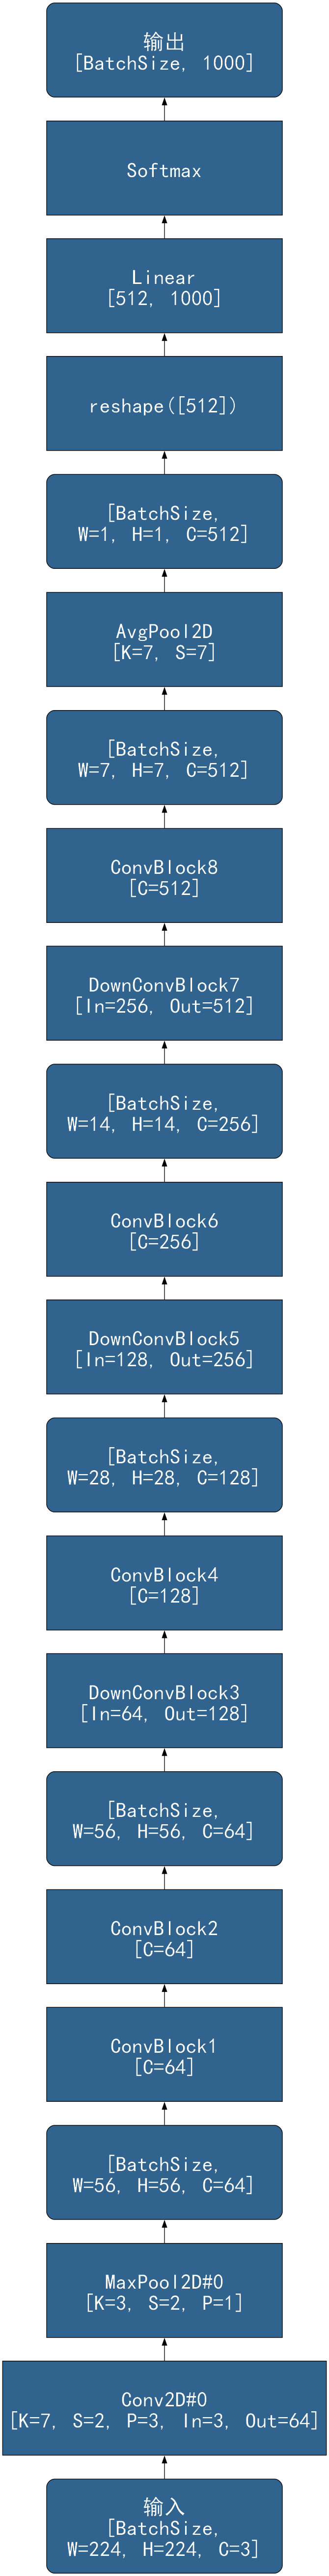 输出
[BatchSize, 1000]
Softmax
Linear
[512, 1000]
reshape([512])
[BatchSize,
W=1, H=1, C=512]
AvgPool2D
[K=7, S=7]
[BatchSize,
W=7, H=7, C=512]
ConvBlock8
[C=512]
DownConvBlock7
[In=256, Out=512]
[BatchSize,
W=14, H=14, C=256]
ConvBlock6
[C=256]
DownConvBlock5
[In=128, Out=256]
[BatchSize,
W=28, H=28, C=128]
ConvBlock4
[C=128]
DownConvBlock3
[In=64, Out=128]
[BatchSize,
W=56, H=56, C=64]
ConvBlock2
[C=64]
ConvBlock1
[C=64]
[BatchSize,
W=56, H=56, C=64]
MaxPool2D#0
[K=3, S=2, P=1]
Conv2D#0
[K=7, S=2, P=3, In=3, Out=64]
输入
[BatchSize,
W=224, H=224, C=3]